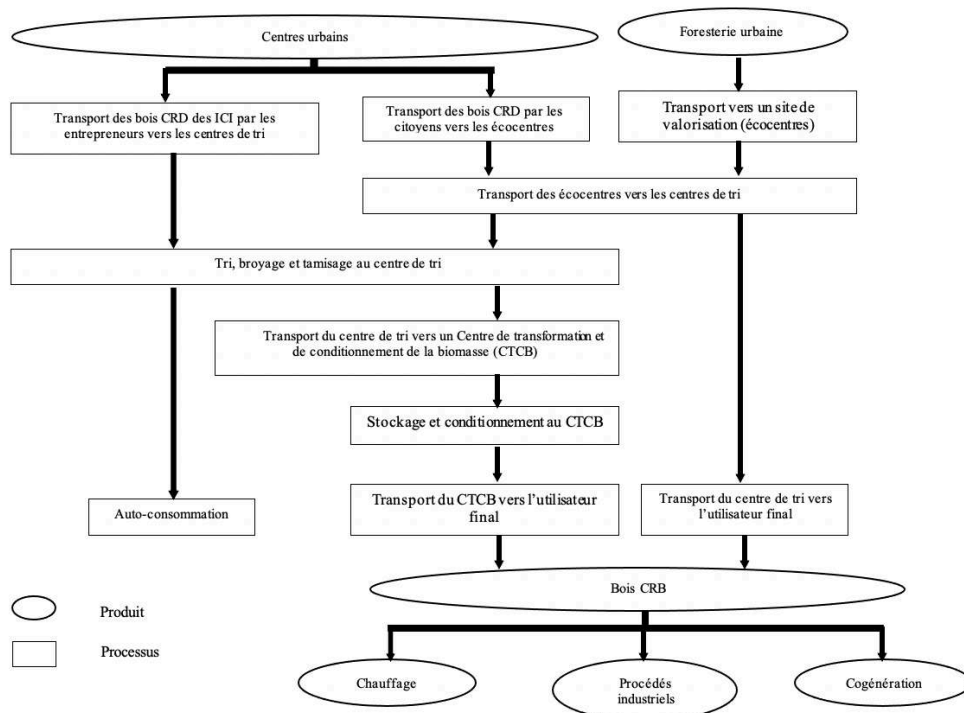 Centres urbains
Foresterie urbaine
Transport des bois CRD des ICI par les
entrepreneurs vers les centres de tri
Transport des bois CRD par les
citoyens vers les écocentres
Transport vers un site de
valorisation (écocentres)
Transport des écocentres vers les centres de tri
Tri, broyage et tamisage au centre de tri
Transport du centre de tri vers un Centre de transformation et
de conditionnement de la biomasse (CTCB)
Stockage et conditionnement au CTCB
Auto-consommation
Transport du CTCB vers l'utilisateur
final
Transport du centre de tri vers
l'utilisateur final
Bois CRB
Produit
Processus
Chauffage
Procédés
industriels
Cogénération